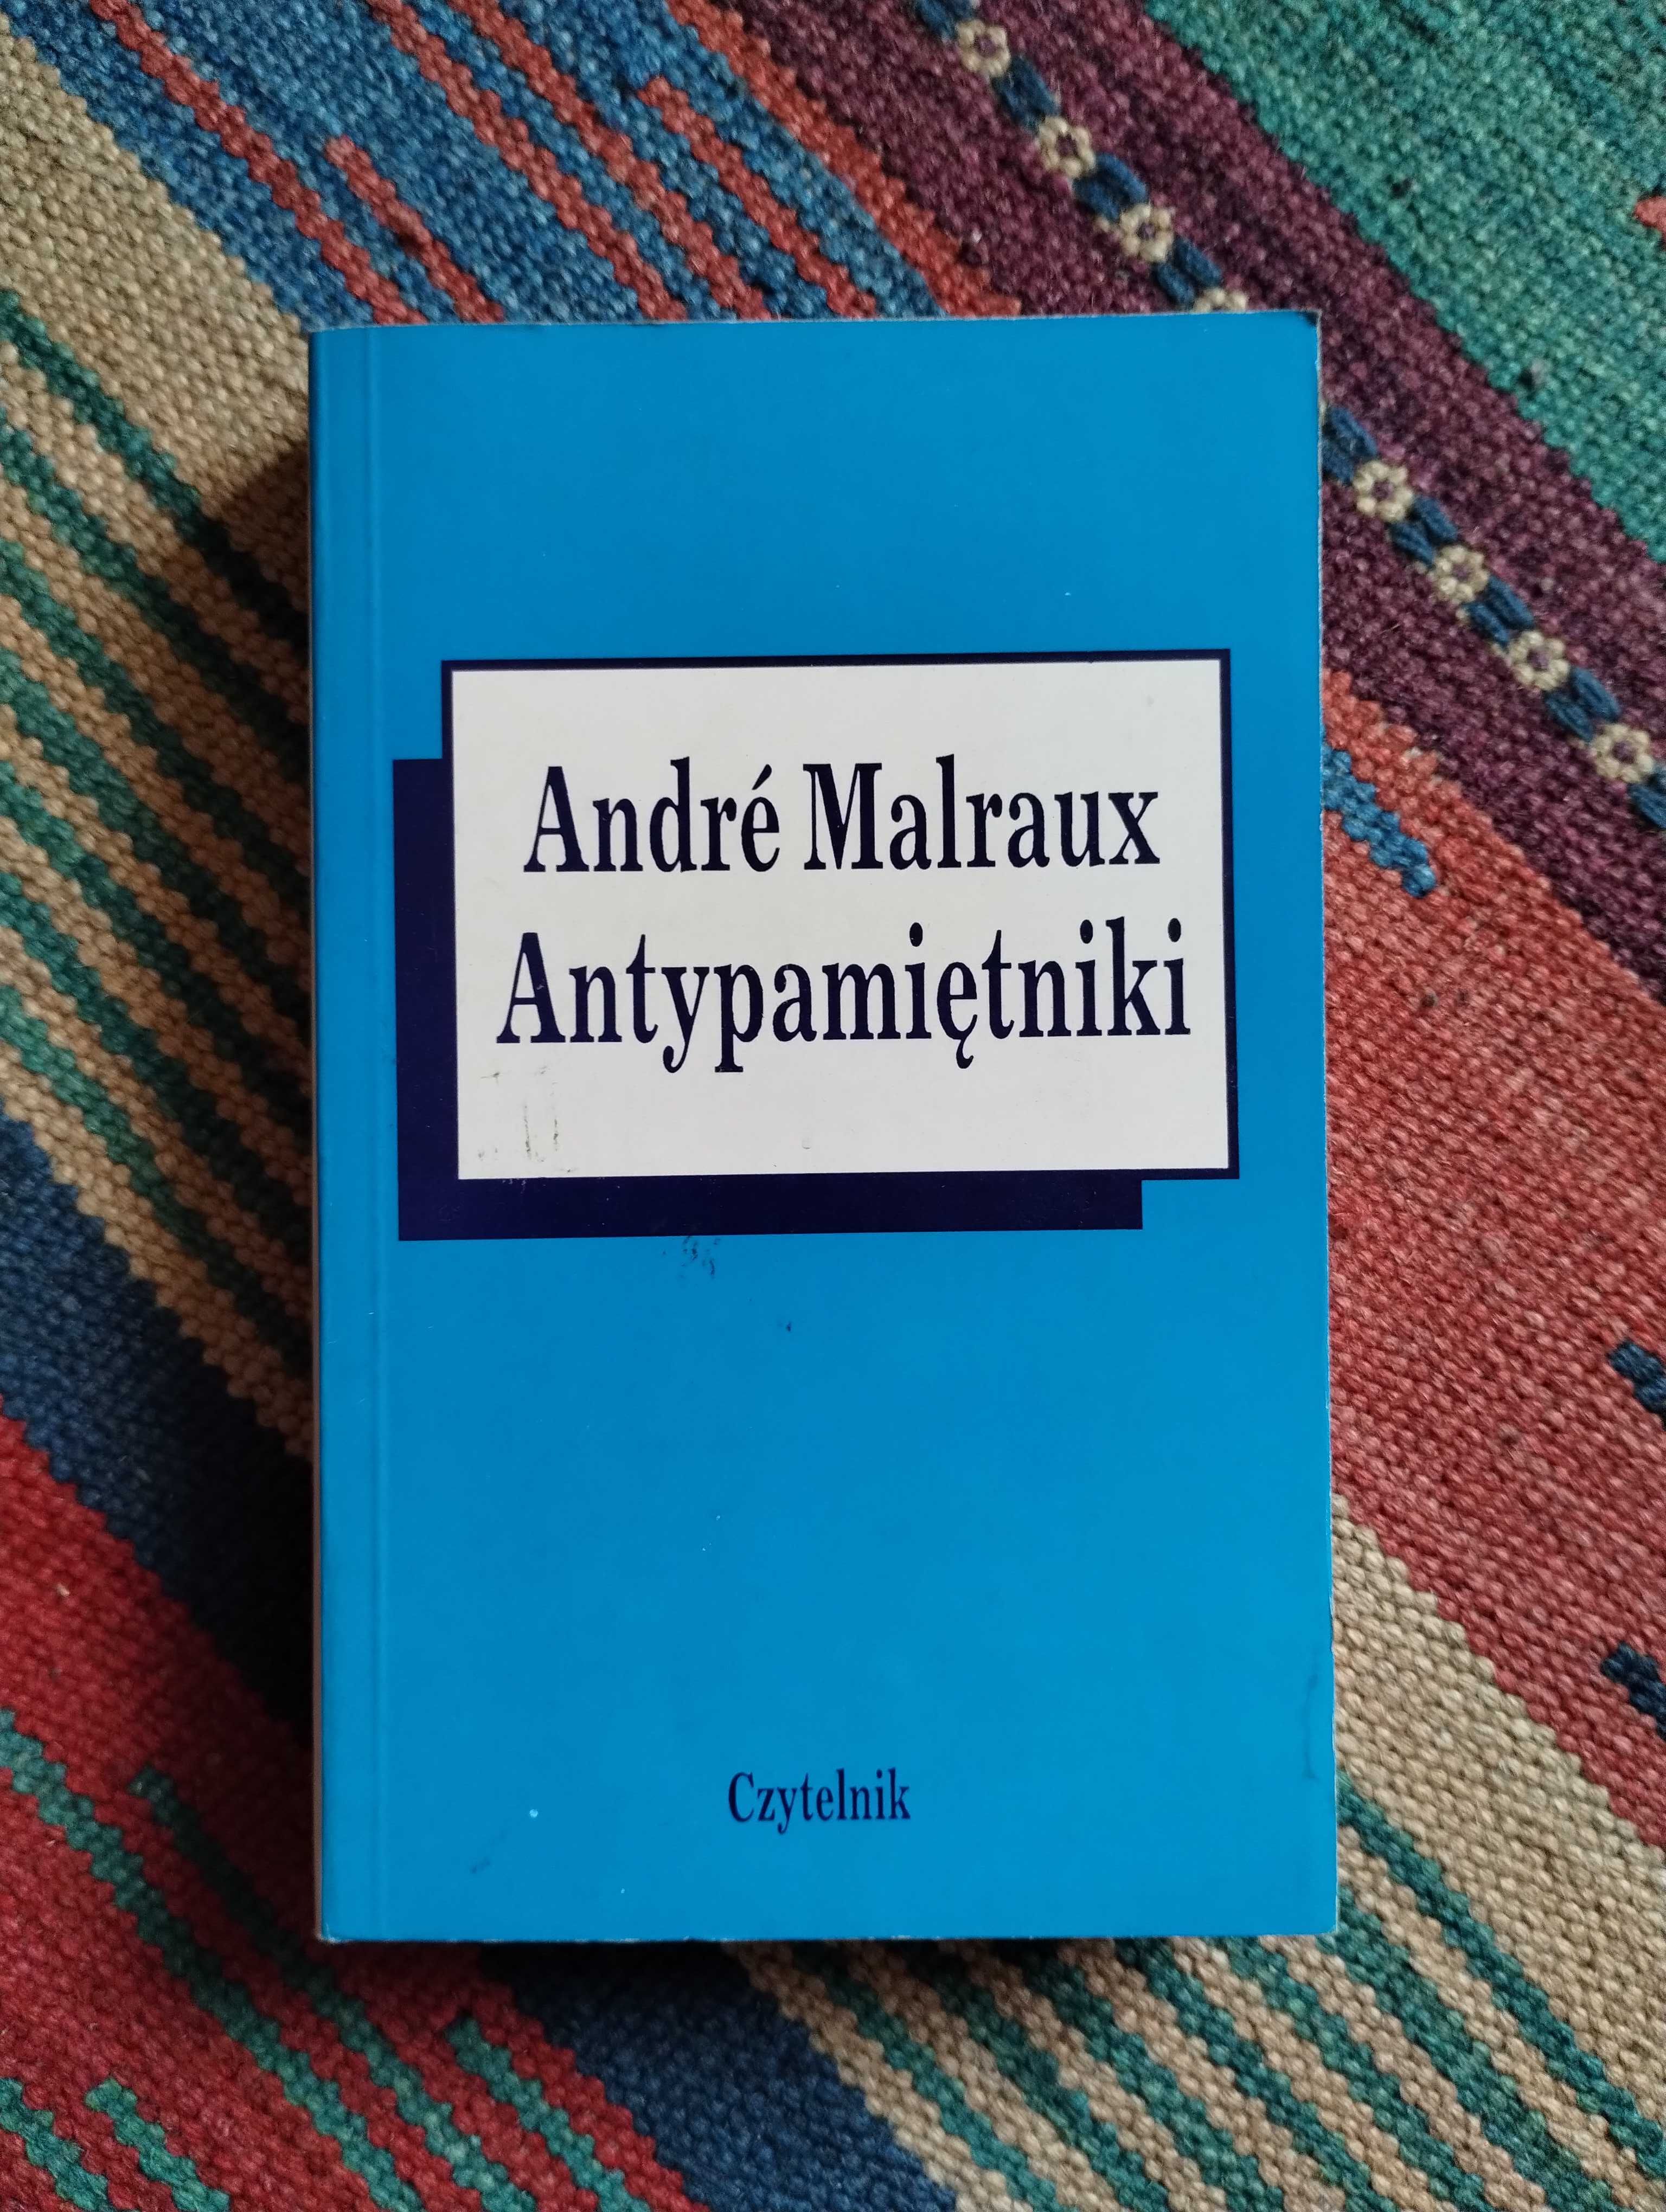 André Malraux
Antypamiętniki
Czytelnik